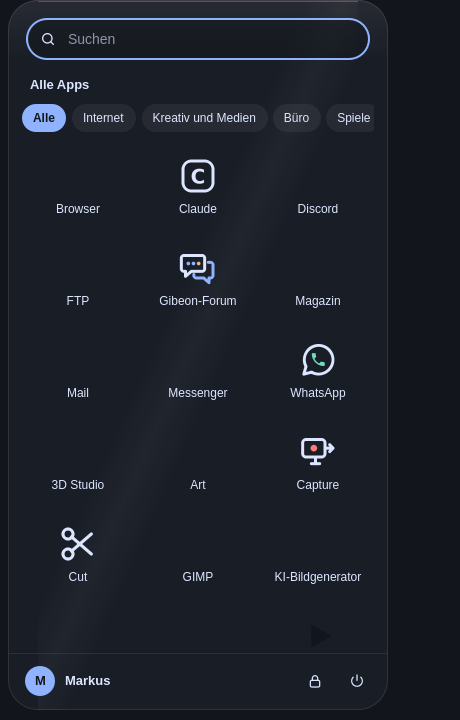 Suchen
Alle Apps
Alle Internet Kreativ und Medien Büro Spiele
C
Browser Claude Discord
FTP Gibeon-Forum Magazin
Mail Messenger WhatsApp
3D Studio Art Capture
Cut GIMP KI-Bildgenerator
M Markus